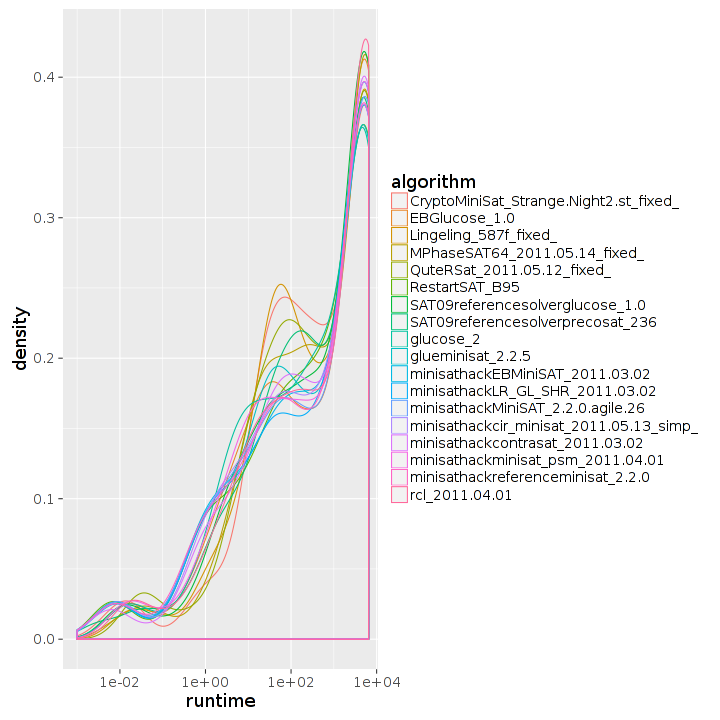 0.4
0.3
0.2
0.1
0.0
density
1e-02 1e+00 1e+02 1e+04
runtime
algorithm
CryptoMiniSat_Strange.Night2.st_fixed_
EBGlucose_1.0
Lingeling_587f_fixed_
MPhaseSAT64_2011.05.14_fixed_
QuteRSat_2011.05.12_fixed_
RestartSAT_B95
SAT09referencesolverglucose_1.0
SAT09referencesolverprecosat_236
glucose_2
glueminisat_2.2.5
minisathackEBMiniSAT_2011.03.02
minisathackLR_GL_SHR_2011.03.02
minisathackMiniSAT_2.2.0.agile.26
minisathackcir_minisat_2011.05.13_simp_
minisathackcontrasat_2011.03.02
minisathackminisat_psm_2011.04.01
minisathackreferenceminisat_2.2.0
rcl_2011.04.01